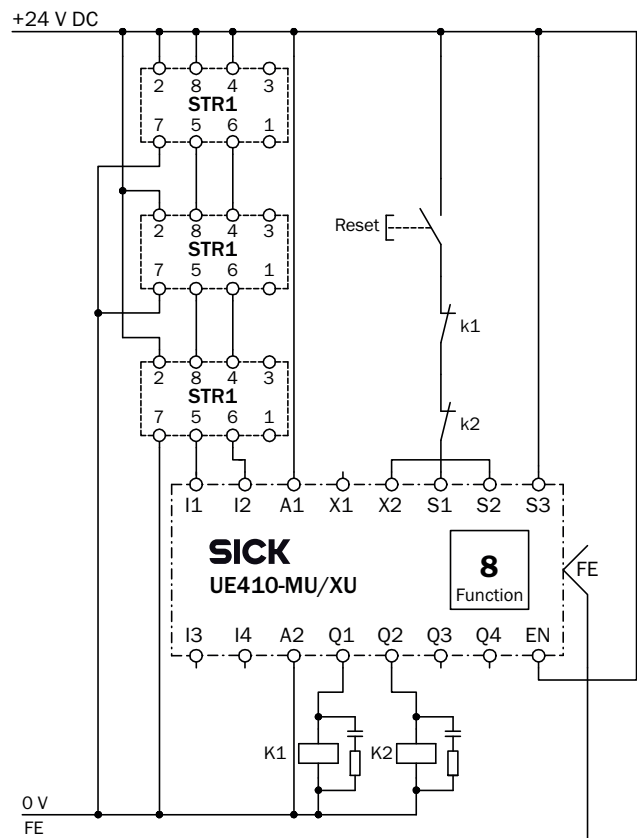 +24 V DC
2 8 4 3
STR1
7 5 6 1
2 8 4 3
STR1
7 5 6 1
Reset
k1
2 8 4 3
STR1
7 5 6 1
k2
I1 I2 A1 X1 X2 S1 S2 S3
SICK
UE410-MU/XU
8
Function
FE
I3 I4 A2 Q1 Q2 Q3 Q4 EN
K1 K2
0 V
FE